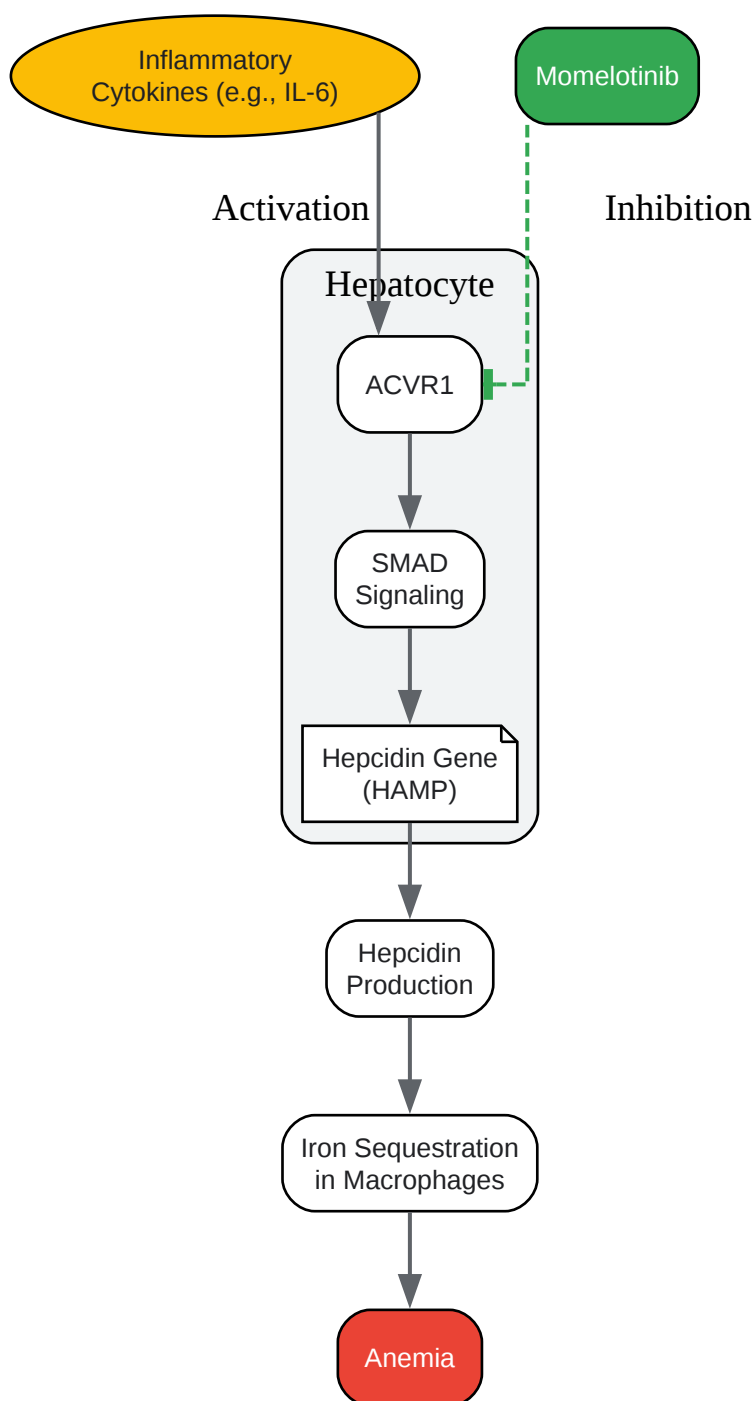 Inflammatory
Cytokines (e.g., IL-6)
Momelotinib
Activation
Inhibition
Hepatocyte
ACVR1
SMAD
Signaling
Hepcidin Gene
(HAMP)
Hepcidin
Production
Iron Sequestration
in Macrophages
Anemia